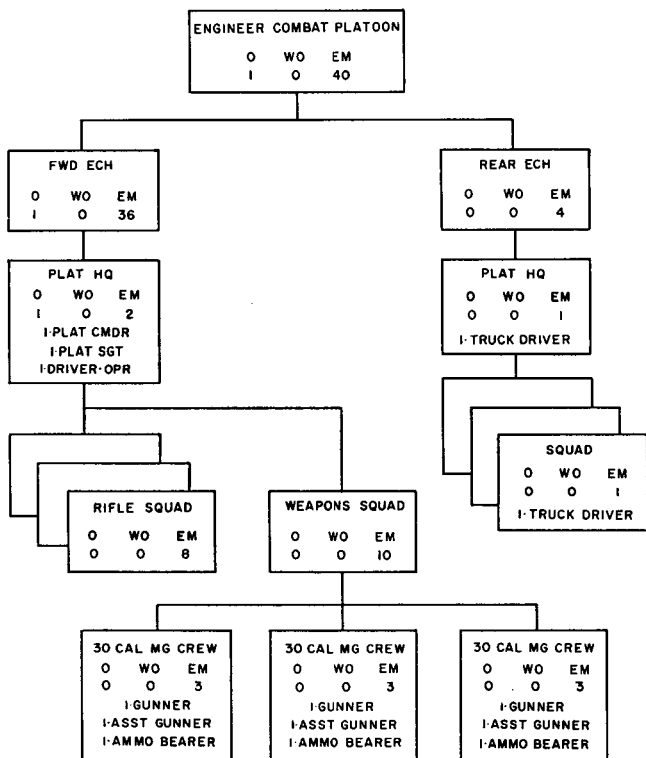 ENGINEER COMBAT PLATOON
O WO EM
1 0 40
FWD ECH
O WO EM
1 0 36
REAR ECH
O WO EM
0 0 4
PLAT HQ
O WO EM
1 0 2
1-PLAT CMDR
1-PLAT SGT
1-DRIVER-OPR
PLAT HQ
O WO EM
0 0 1
1-TRUCK DRIVER
RIFLE SQUAD
O WO EM
0 0 8
WEAPONS SQUAD
O WO EM
0 0 10
SQUAD
O WO EM
0 0 1
1-TRUCK DRIVER
30 CAL MG CREW
O WO EM
0 0 3
1-GUNNER
1-ASST GUNNER
1-AMMO BEARER
30 CAL MG CREW
O WO EM
0 0 3
1-GUNNER
1-ASST GUNNER
1-AMMO BEARER
30 CAL MG CREW
O WO EM
0 0 3
1-GUNNER
1-ASST GUNNER
1-AMMO BEARER